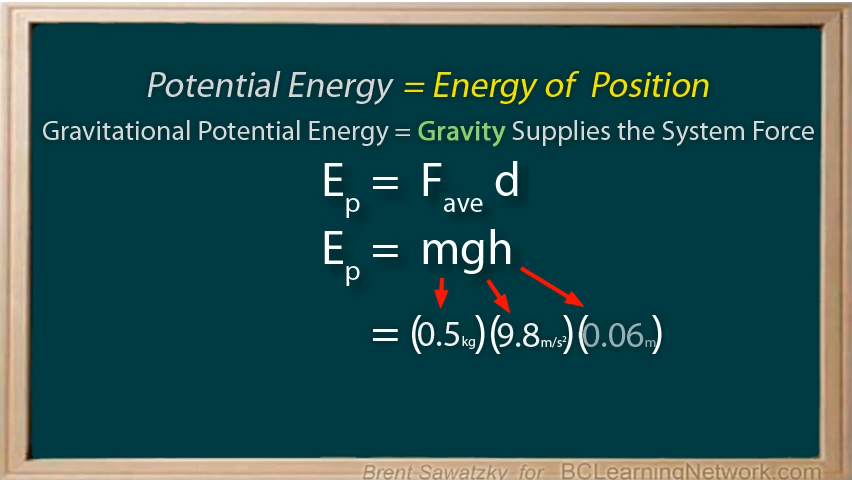 Potential Energy = Energy of Position
Gravitational Potential Energy = Gravity Supplies the System Force
Eₚ = Fₐᵥₑ d
Eₚ = mgh
= (0.5kg)(9.8m/s²)(0.06m)
Brent Sawatzky for BCLearningNetwork.com